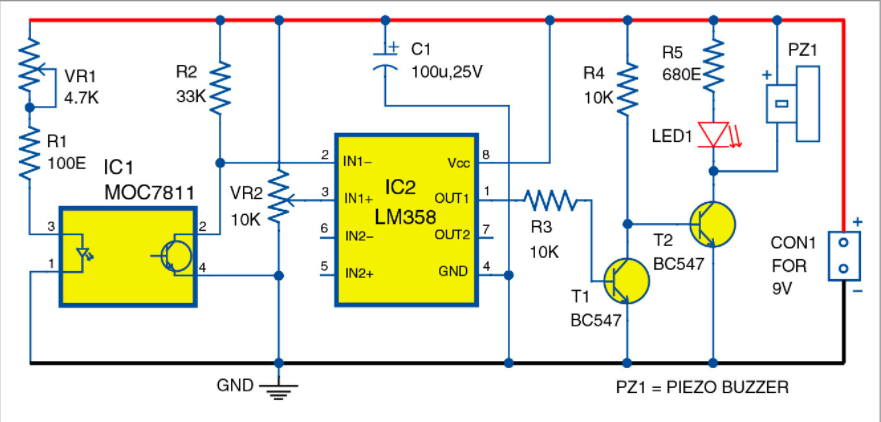 VR1
4.7K
R1
100E
IC1
MOC7811
3
1
2
4
R2
33K
VR2
10K
+
C1
100u,25V
2 IN1− Vcc 8
IC2
3 IN1+ OUT1 1
LM358
6 IN2− OUT2 7
5 IN2+ GND 4
R3
10K
R4
10K
T1
BC547
R5
680E
LED1
T2
BC547
+
PZ1
+
CON1
FOR
9V
−
GND
PZ1 = PIEZO BUZZER